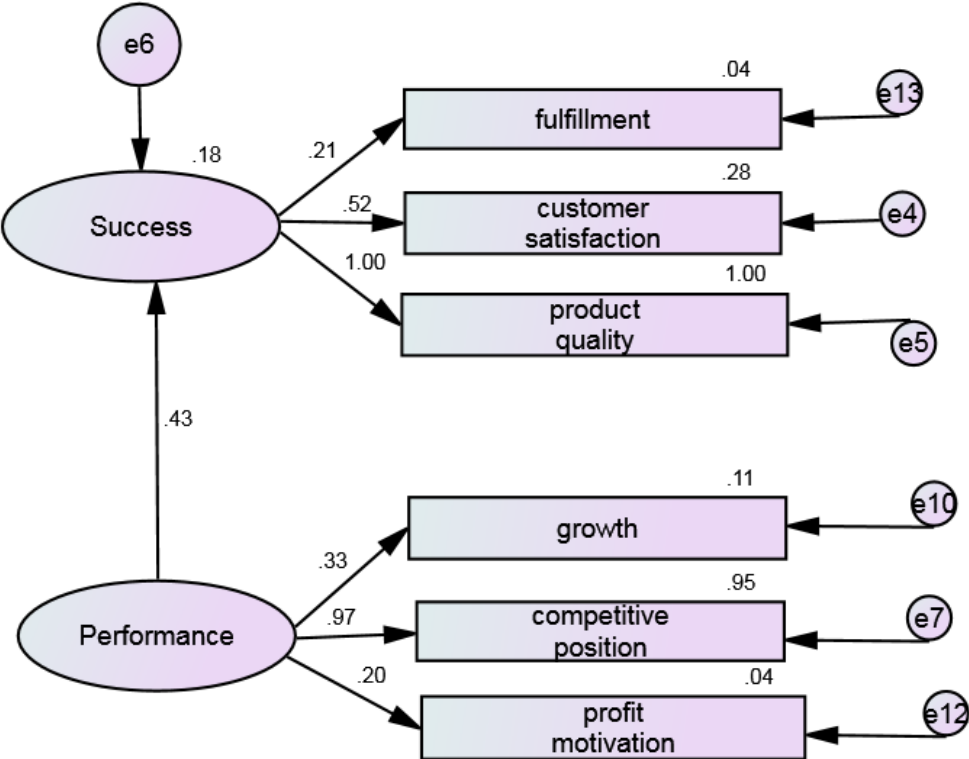 e6
.04
e13
fulfillment
.18
.21
.28
customer
satisfaction
e4
Success
.52
1.00
1.00
product
quality
e5
.43
.11
e10
growth
.33
.95
competitive
position
e7
Performance
.97
.20
.04
profit
motivation
e12